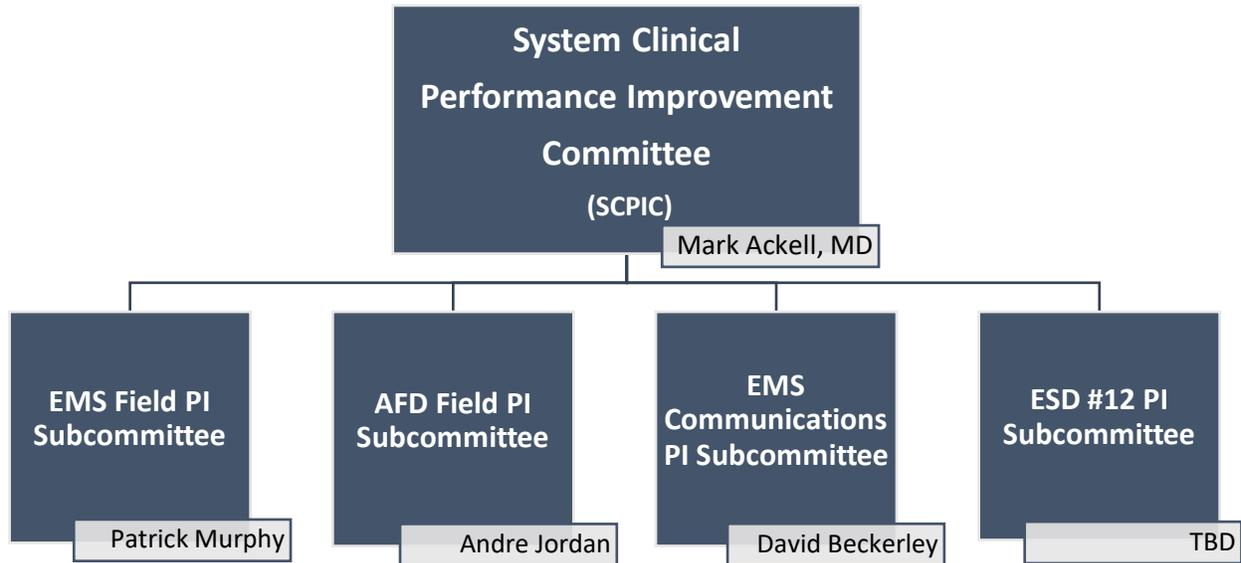 System Clinical
Performance Improvement
Committee
(SCPIC)
Mark Ackell, MD
EMS Field PI
Subcommittee
Patrick Murphy
AFD Field PI
Subcommittee
Andre Jordan
EMS
Communications
PI Subcommittee
David Beckerley
ESD #12 PI
Subcommittee
TBD